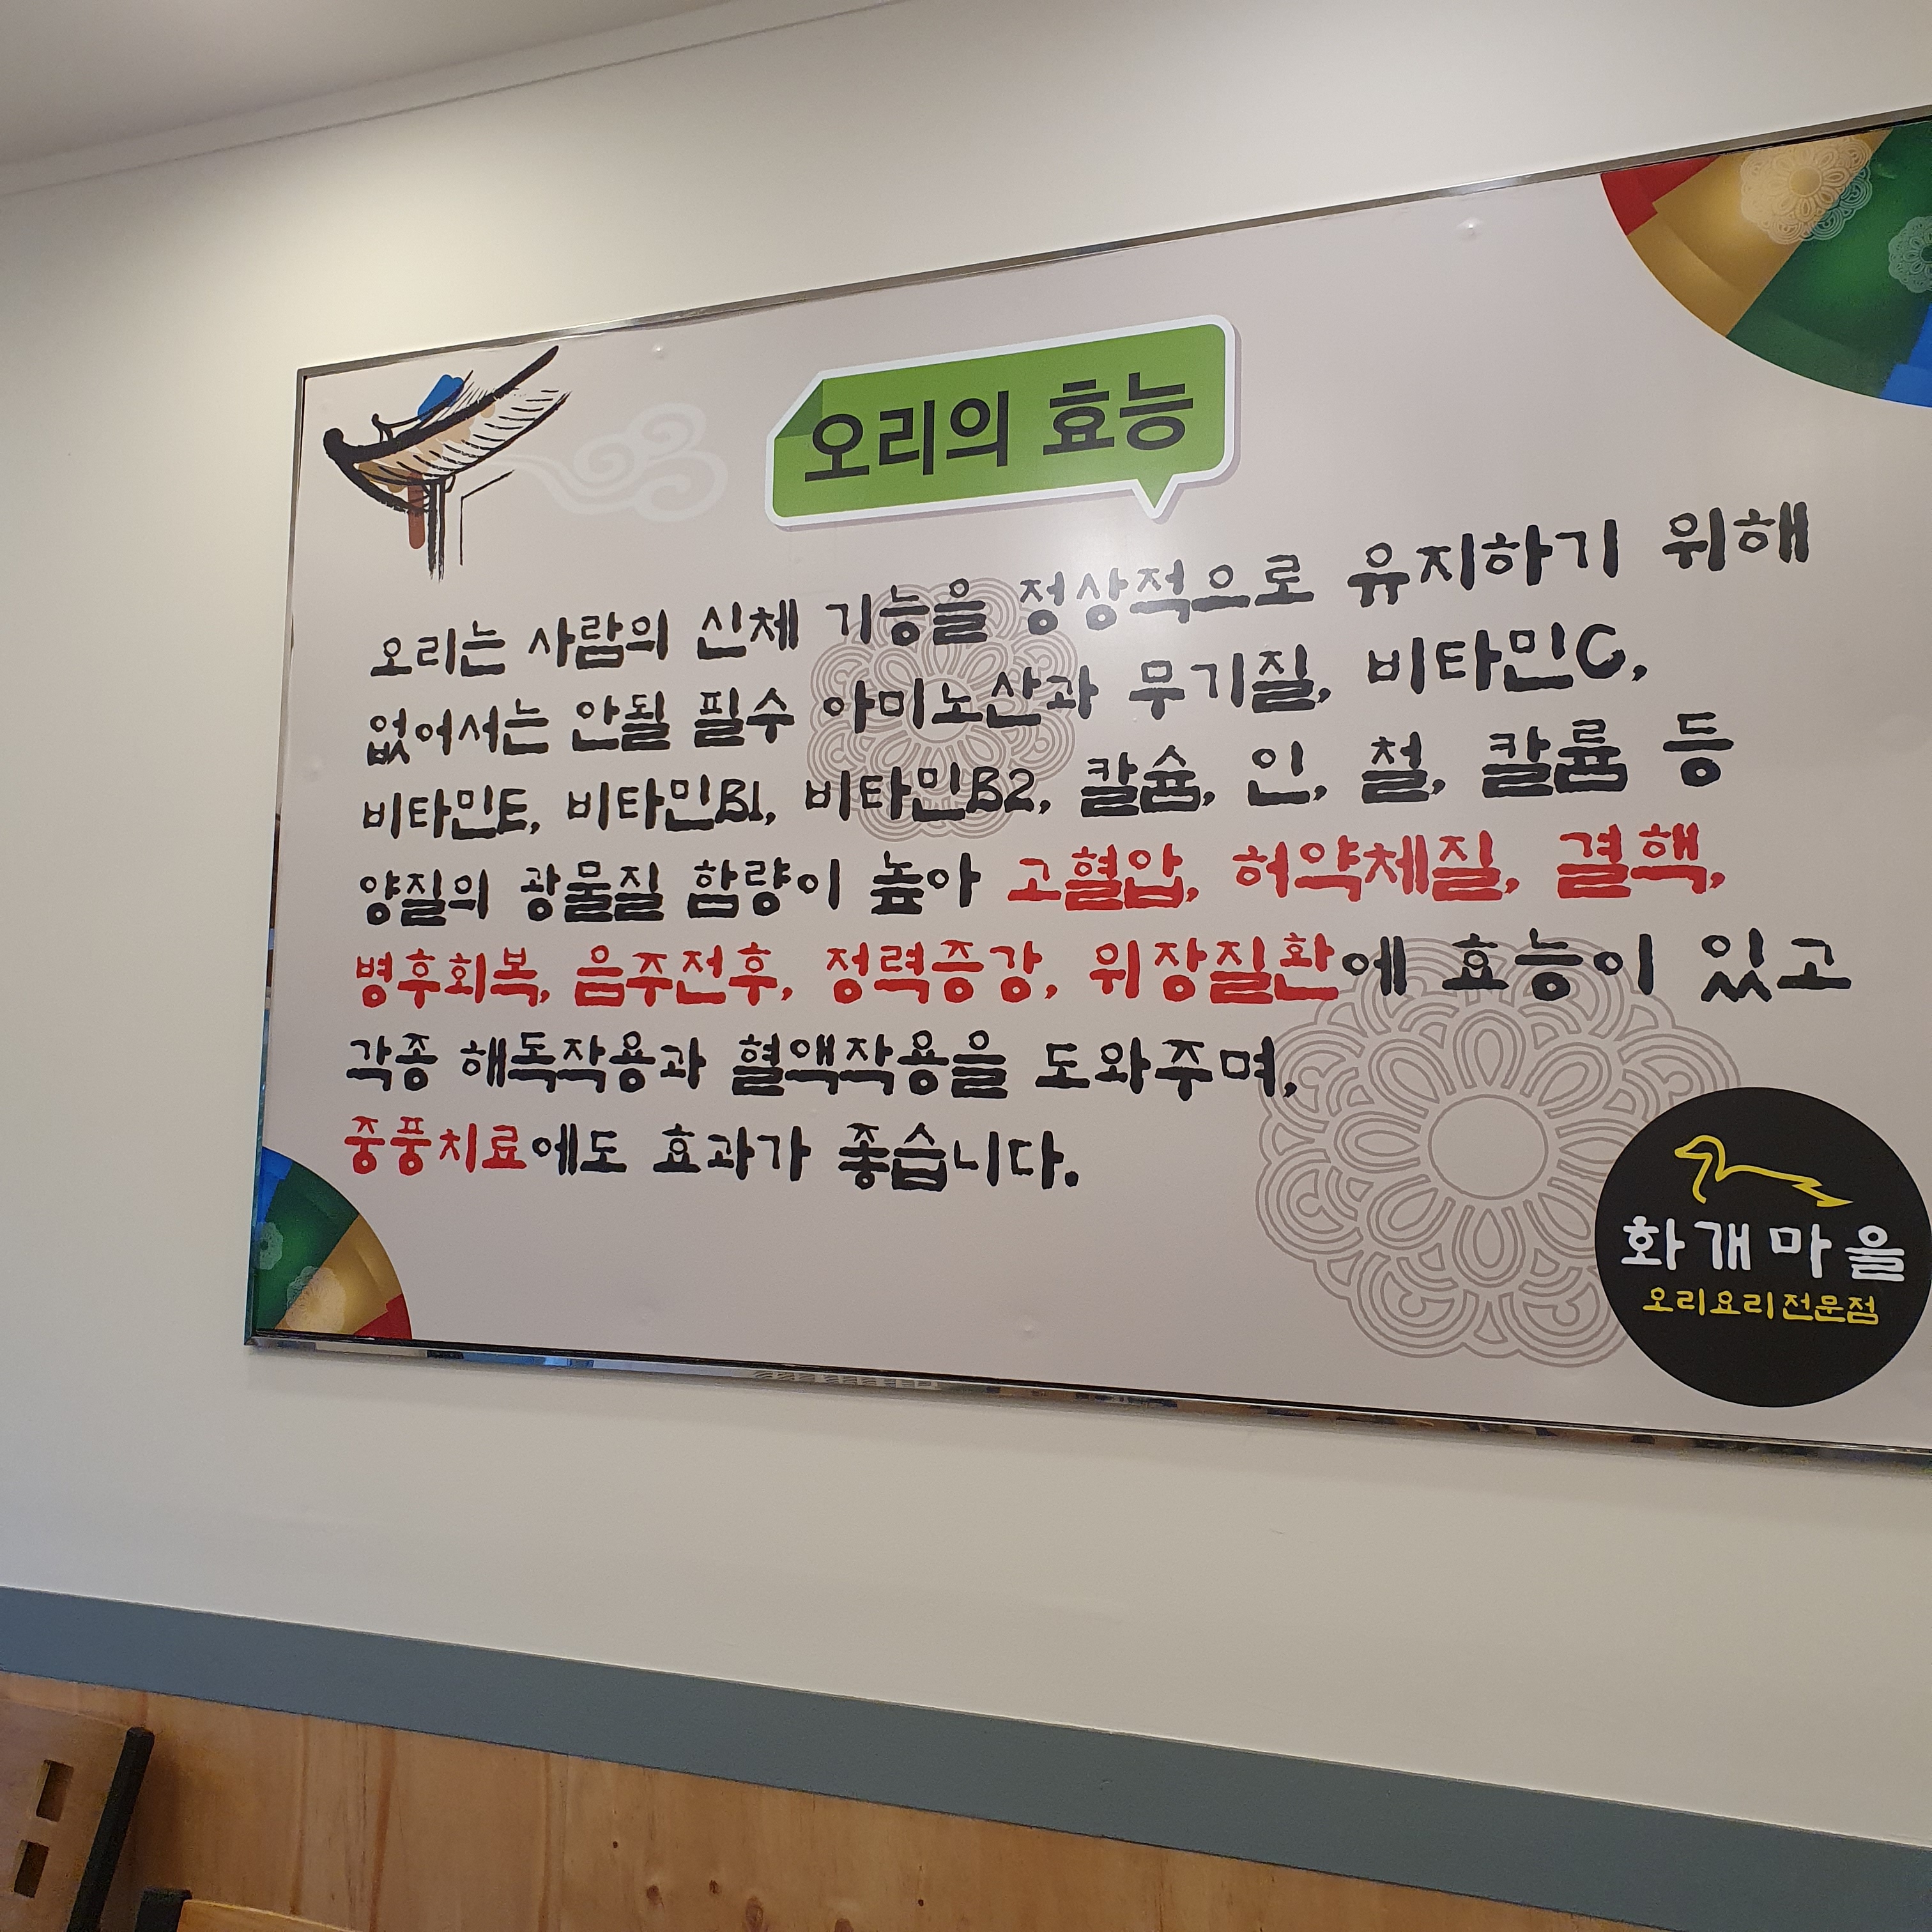 오리의 효능
오리는 사람의 신체 기능을 정상적으로 유지하기 위해
없어서는 안될 필수 아미노산과 무기질, 비타민C,
비타민E, 비타민B1, 비타민B2, 칼슘, 인, 철, 칼륨 등
양질의 광물질 함량이 높아 고혈압, 허약체질, 결핵,
병후회복, 음주전후, 정력증강, 위장질환에 효능이 있고
각종 해독작용과 혈액작용을 도와주며,
중풍치료에도 효과가 좋습니다.
화개마을
오리요리전문점